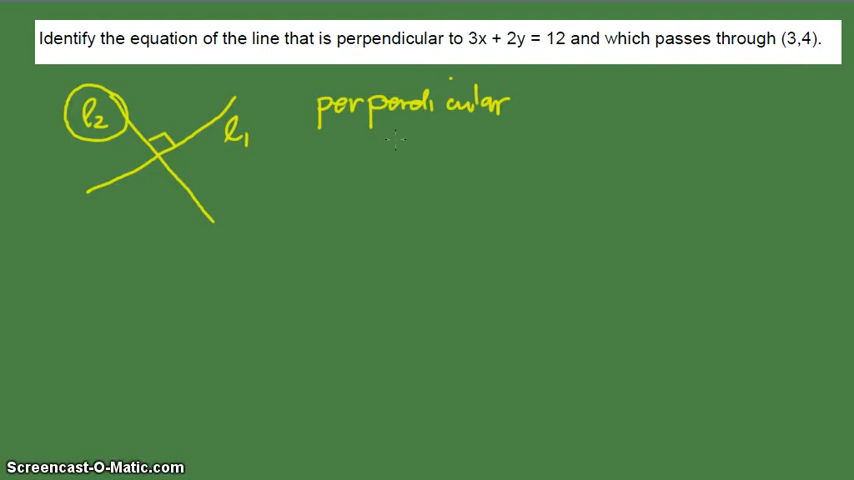 Identify the equation of the line that is perpendicular to 3x + 2y = 12 and which passes through (3,4).
l2
l1
perpendicular
Screencast-O-Matic.com